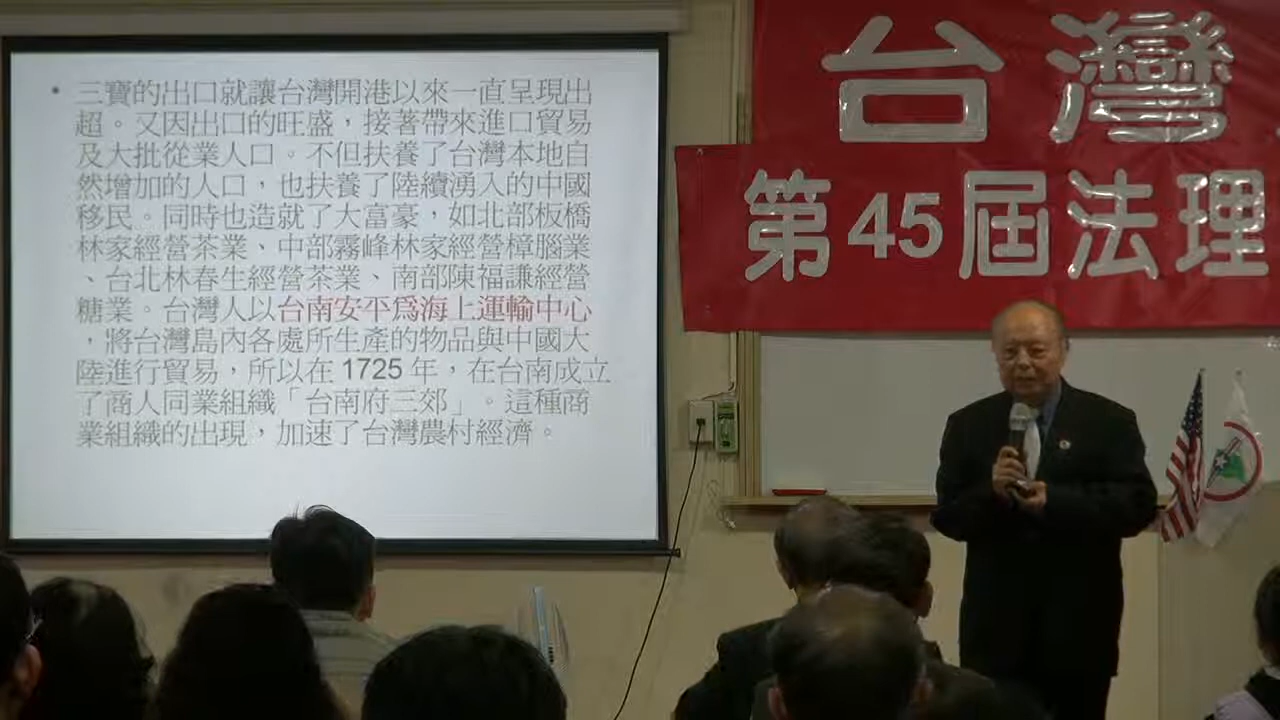 • 三寶的出口就讓台灣開港以來一直呈現出
超。又因出口的旺盛，接著帶來進口貿易
及大批從業人口。不但扶養了台灣本地自
然增加的人口，也扶養了陸續湧入的中國
移民。同時也造就了大富豪，如北部板橋
林家經營茶業、中部霧峰林家經營樟腦業
、台北林春生經營茶業、南部陳福謙經營
糖業。台灣人以台南安平為海上運輸中心
，將台灣島內各處所生產的物品與中國大
陸進行貿易，所以在 1725 年，在台南成立
了商人同業組織「台南府三郊」。這種商
業組織的出現，加速了台灣農村經濟。
台灣
第45屆法理